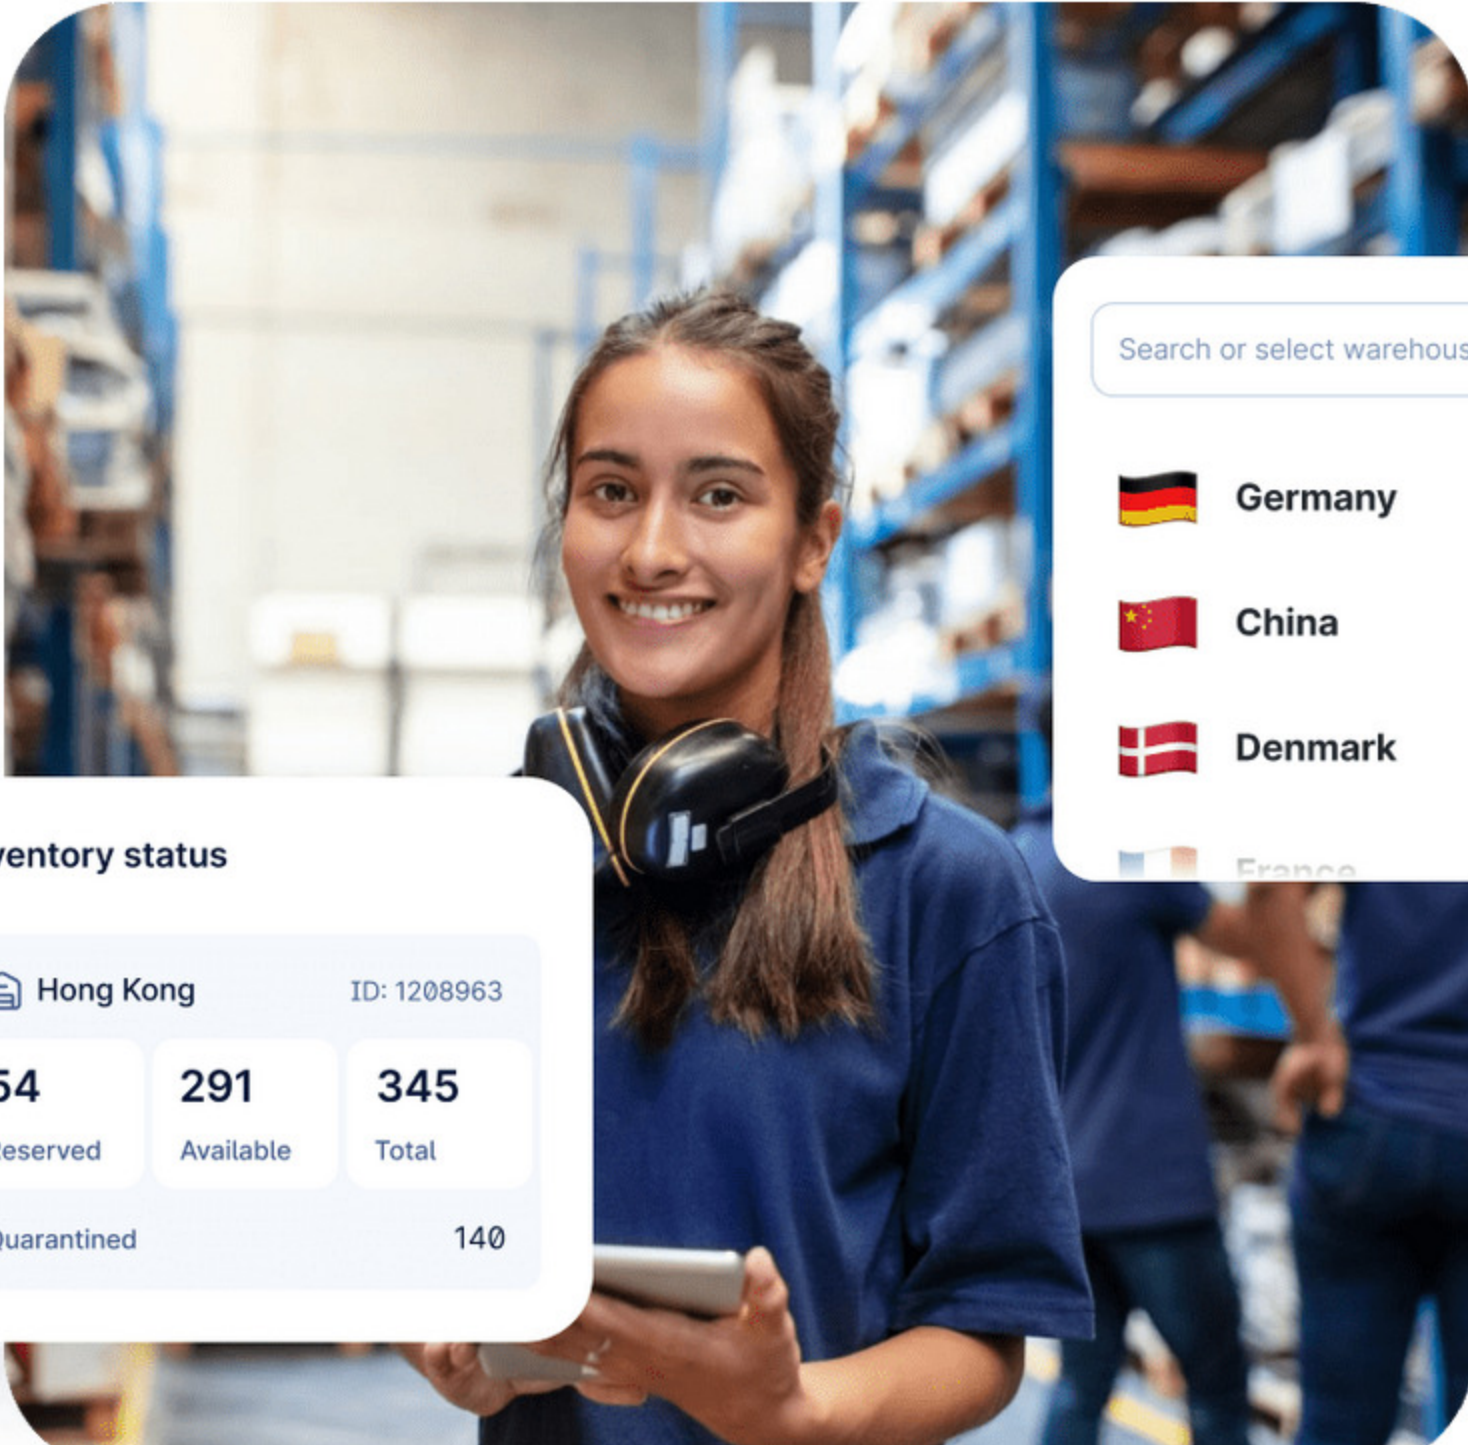 Search or select warehous
Germany
China
Denmark
France
ventory status
Hong Kong
ID: 1208963
54
291
345
eserved
Available
Total
uarantined
140